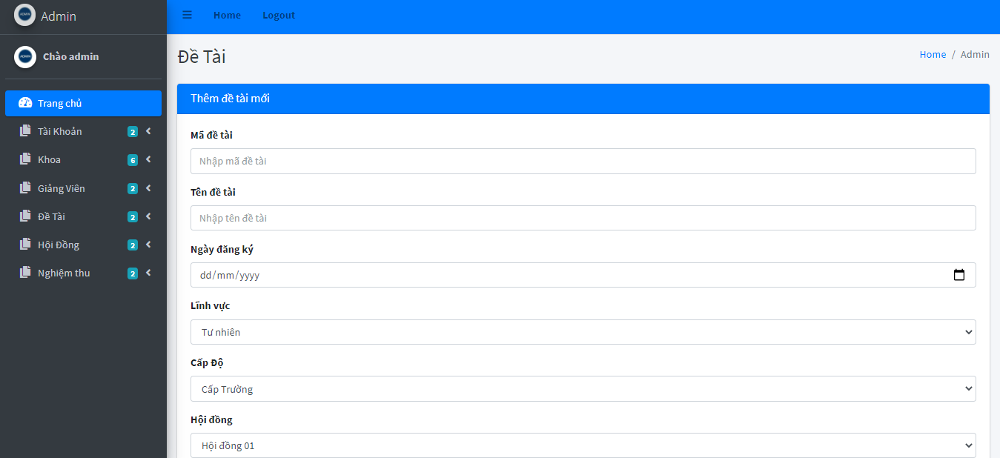 Admin
Home
Logout
Chào admin
Đề Tài
Home / Admin
Trang chủ
Tài Khoản 2
Khoa 6
Giảng Viên 2
Đề Tài 2
Hội Đồng 2
Nghiệm thu 2
Thêm đề tài mới
Mã đề tài
Nhập mã đề tài
Tên đề tài
Nhập tên đề tài
Ngày đăng ký
dd/mm/yyyy
Lĩnh vực
Tư nhiên
Cấp Độ
Cấp Trường
Hội đồng
Hội đồng 01